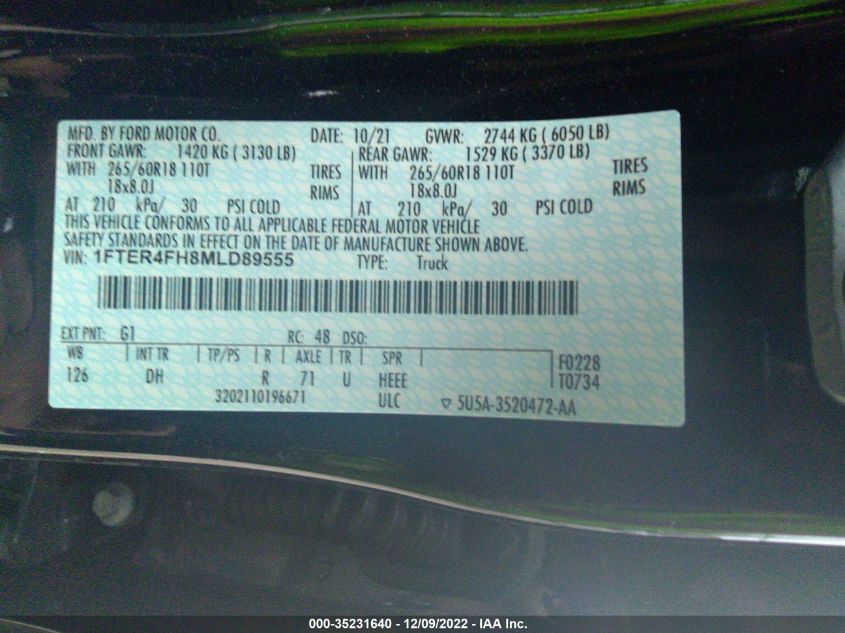 MFD. BY FORD MOTOR CO. DATE: 10/21 GVWR: 2744 KG ( 6050 LB)
FRONT GAWR: 1420 KG ( 3130 LB) REAR GAWR: 1529 KG ( 3370 LB)
WITH 265/60R18 110T TIRES WITH 265/60R18 110T TIRES
18x8.0J RIMS 18x8.0J RIMS
AT 210 kPa/ 30 PSI COLD AT 210 kPa/ 30 PSI COLD
THIS VEHICLE CONFORMS TO ALL APPLICABLE FEDERAL MOTOR VEHICLE
SAFETY STANDARDS IN EFFECT ON THE DATE OF MANUFACTURE SHOWN ABOVE.
VIN: 1FTER4FH8MLD89555 TYPE: Truck
EXT PNT: G1 RC: 48 DSO:
WB INT TR TP/PS R AXLE TR SPR F0228
126 DH R 71 U HEEE T0734
3202110196671 ULC ▽ 5U5A-3520472-AA
000-35231640 - 12/09/2022 - IAA Inc.